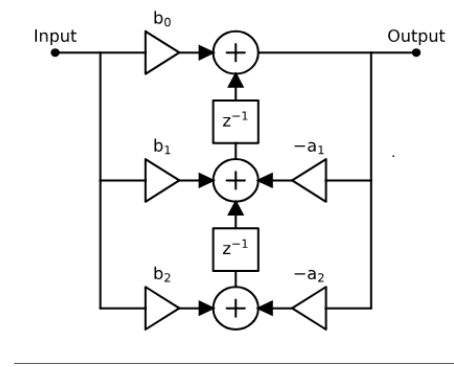 b₀
Input
Output
z⁻¹
b₁
−a₁
z⁻¹
b₂
−a₂